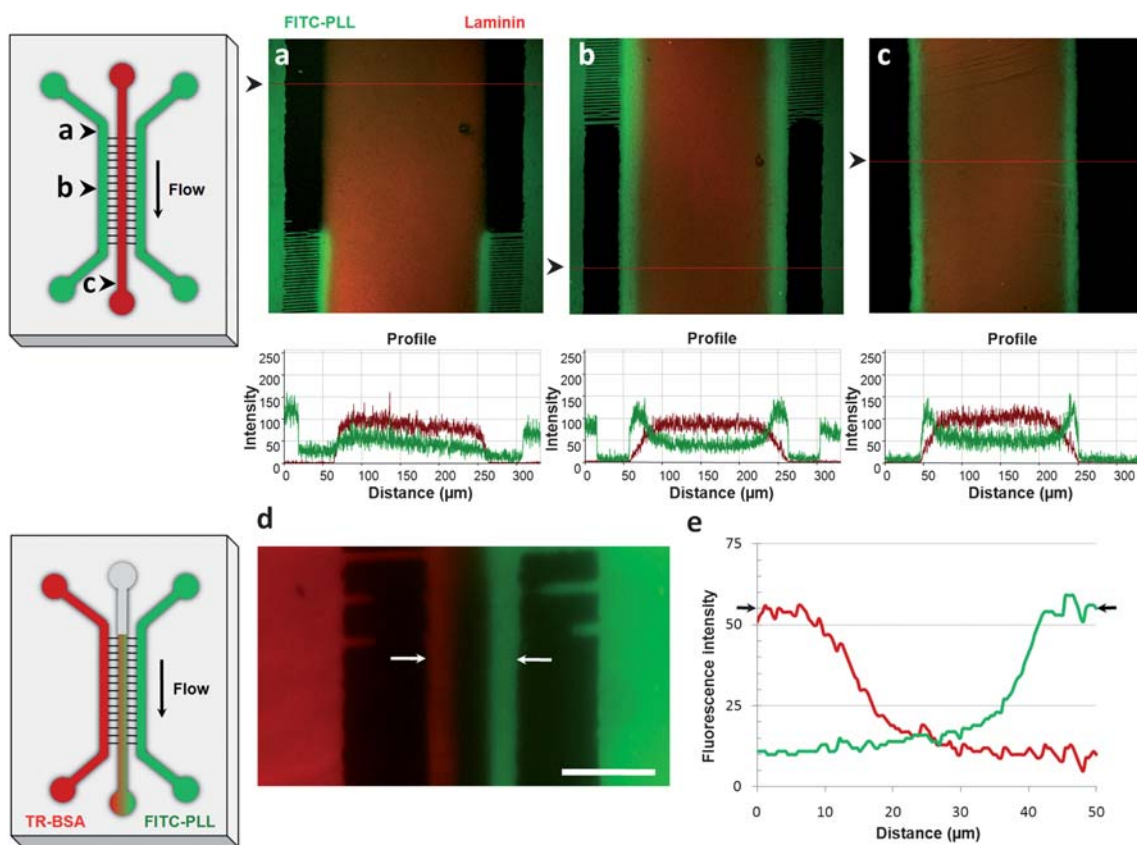 FITC-PLL
Laminin
a
b
c
Flow
a
b
c
Profile
Intensity
250
200
150
100
50
0
0 50 100 150 200 250 300
Distance (µm)
Profile
Intensity
250
200
150
100
50
0
0 50 100 150 200 250 300
Distance (µm)
Profile
Intensity
250
200
150
100
50
0
0 50 100 150 200 250 300
Distance (µm)
Flow
TR-BSA
FITC-PLL
d
e
Fluorescence intensity
75
50
25
0
0 10 20 30 40 50
Distance (µm)